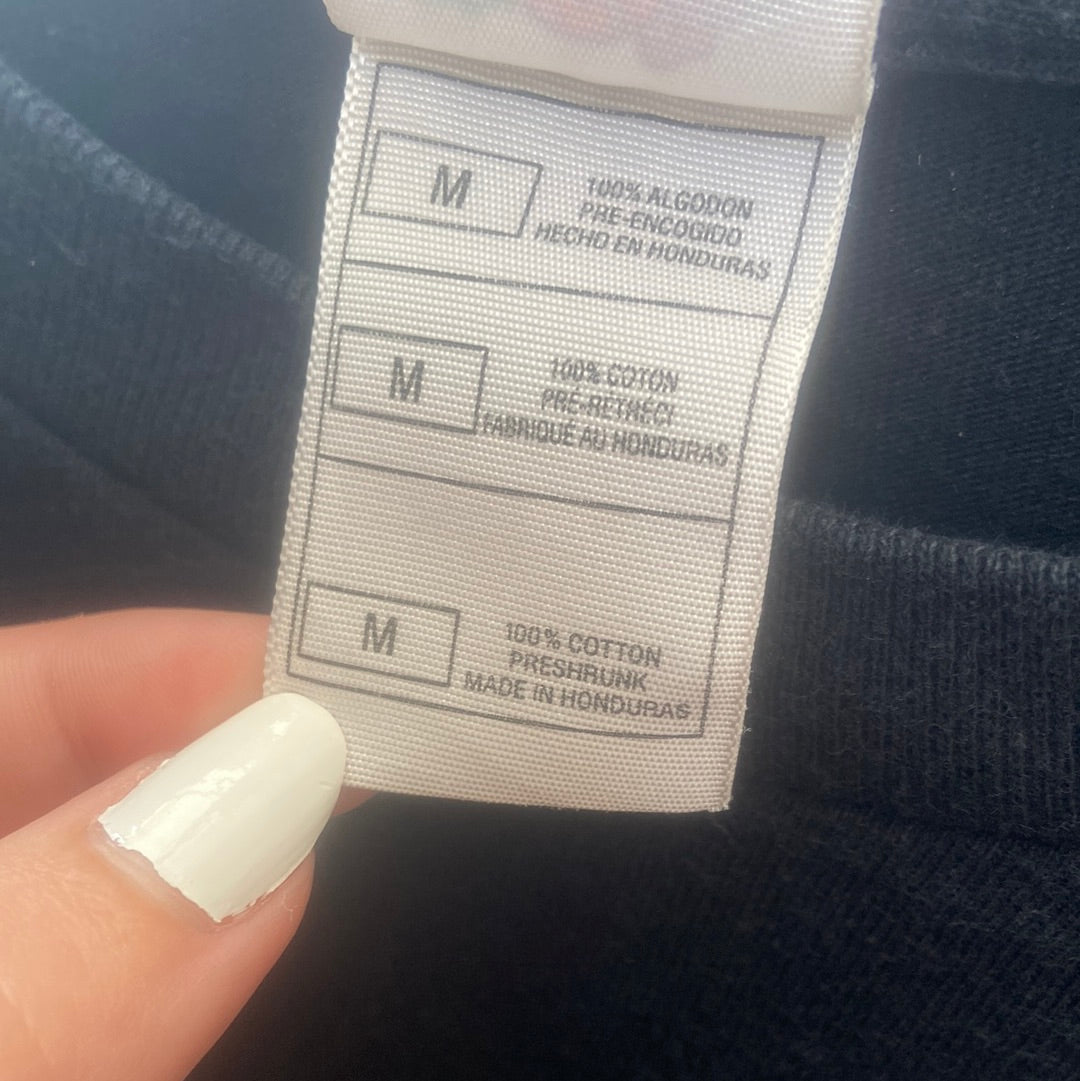 M
100% ALGODON
PRE-ENCOGIDO
HECHO EN HONDURAS
M
100% COTON
PRÉ-RETRÉCI
FABRIQUÉ AU HONDURAS
M
100% COTTON
PRESHRUNK
MADE IN HONDURAS